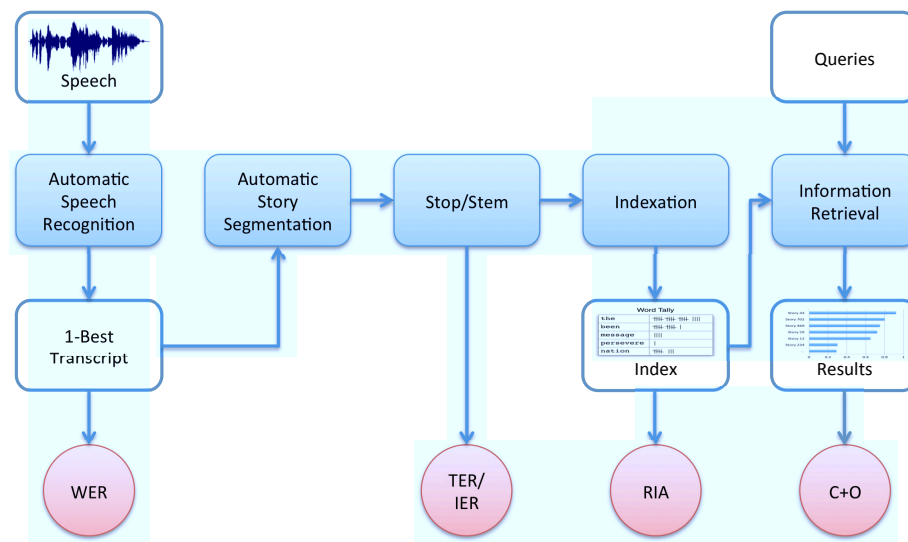 Speech
Queries
Automatic
Speech
Recognition
Automatic
Story
Segmentation
Stop/Stem
Indexation
Information
Retrieval
1-Best
Transcript
Word Tally
the
been
message
persevere
nation
Index
Results
WER
TER/
IER
RIA
C+O